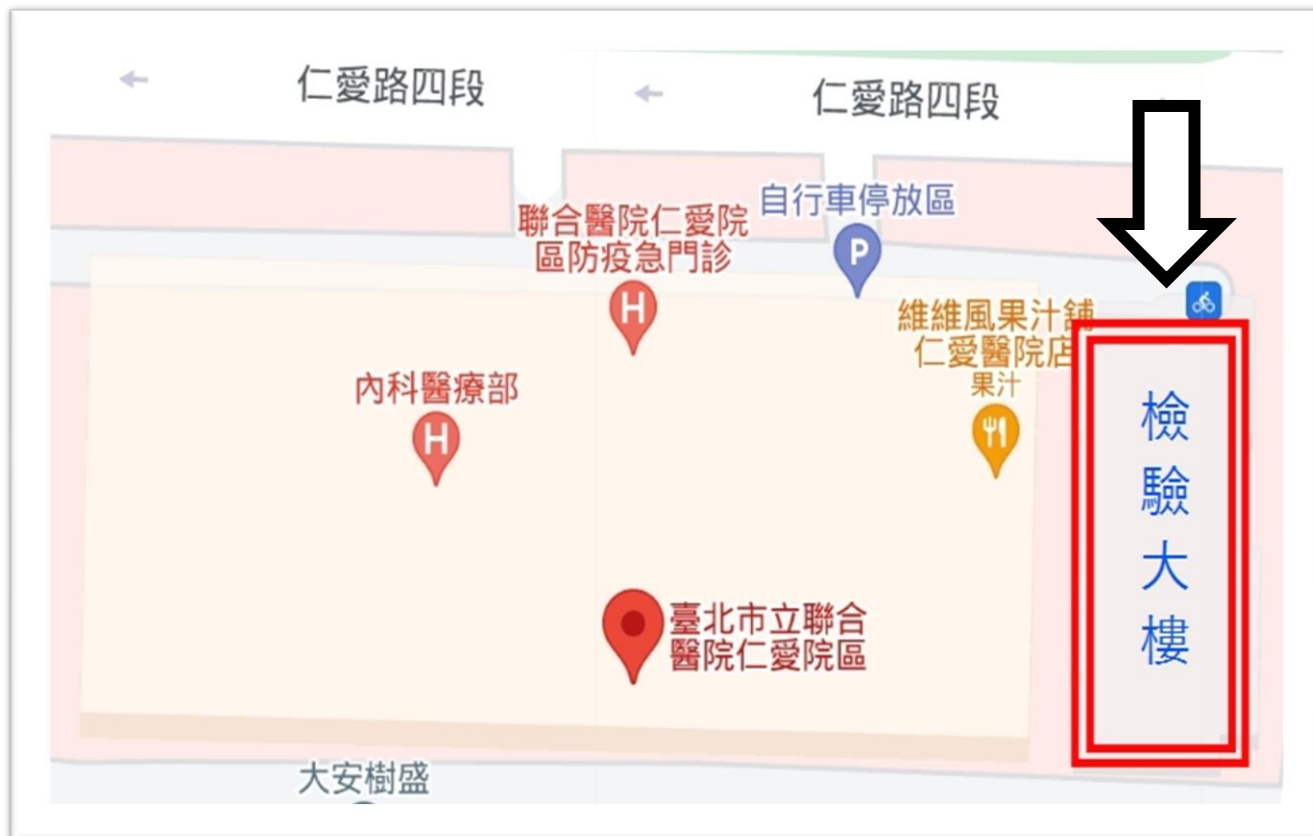 仁愛路四段
仁愛路四段
自行車停放區
聯合醫院仁愛院
區防疫急門診
P
H
維維風果汁舖
仁愛醫院店
果汁
內科醫療部
H
檢
驗
大
樓
臺北市立聯合
醫院仁愛院區
大安樹盛